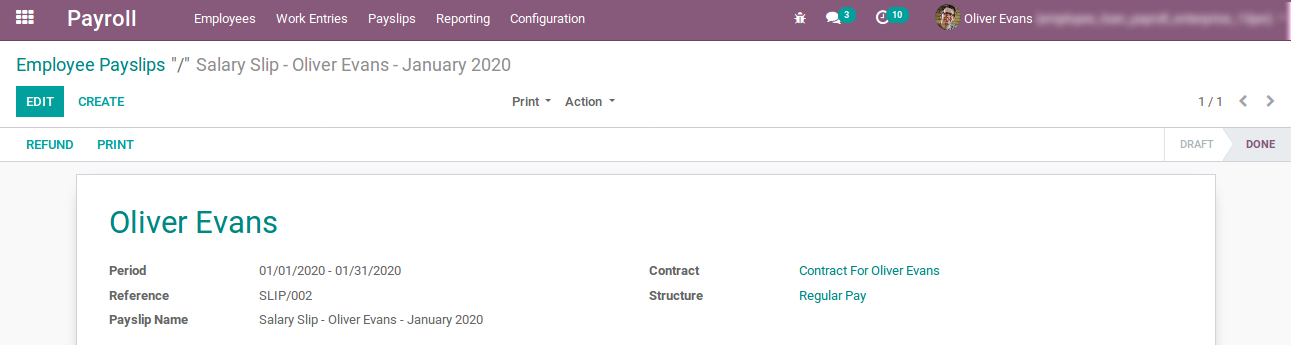 Payroll Employees Work Entries Payslips Reporting Configuration 3 10 Oliver Evans
Employee Payslips "/" Salary Slip - Oliver Evans - January 2020
EDIT CREATE Print Action 1 / 1
REFUND PRINT DRAFT DONE
Oliver Evans
Period 01/01/2020 - 01/31/2020 Contract Contract For Oliver Evans
Reference SLIP/002 Structure Regular Pay
Payslip Name Salary Slip - Oliver Evans - January 2020